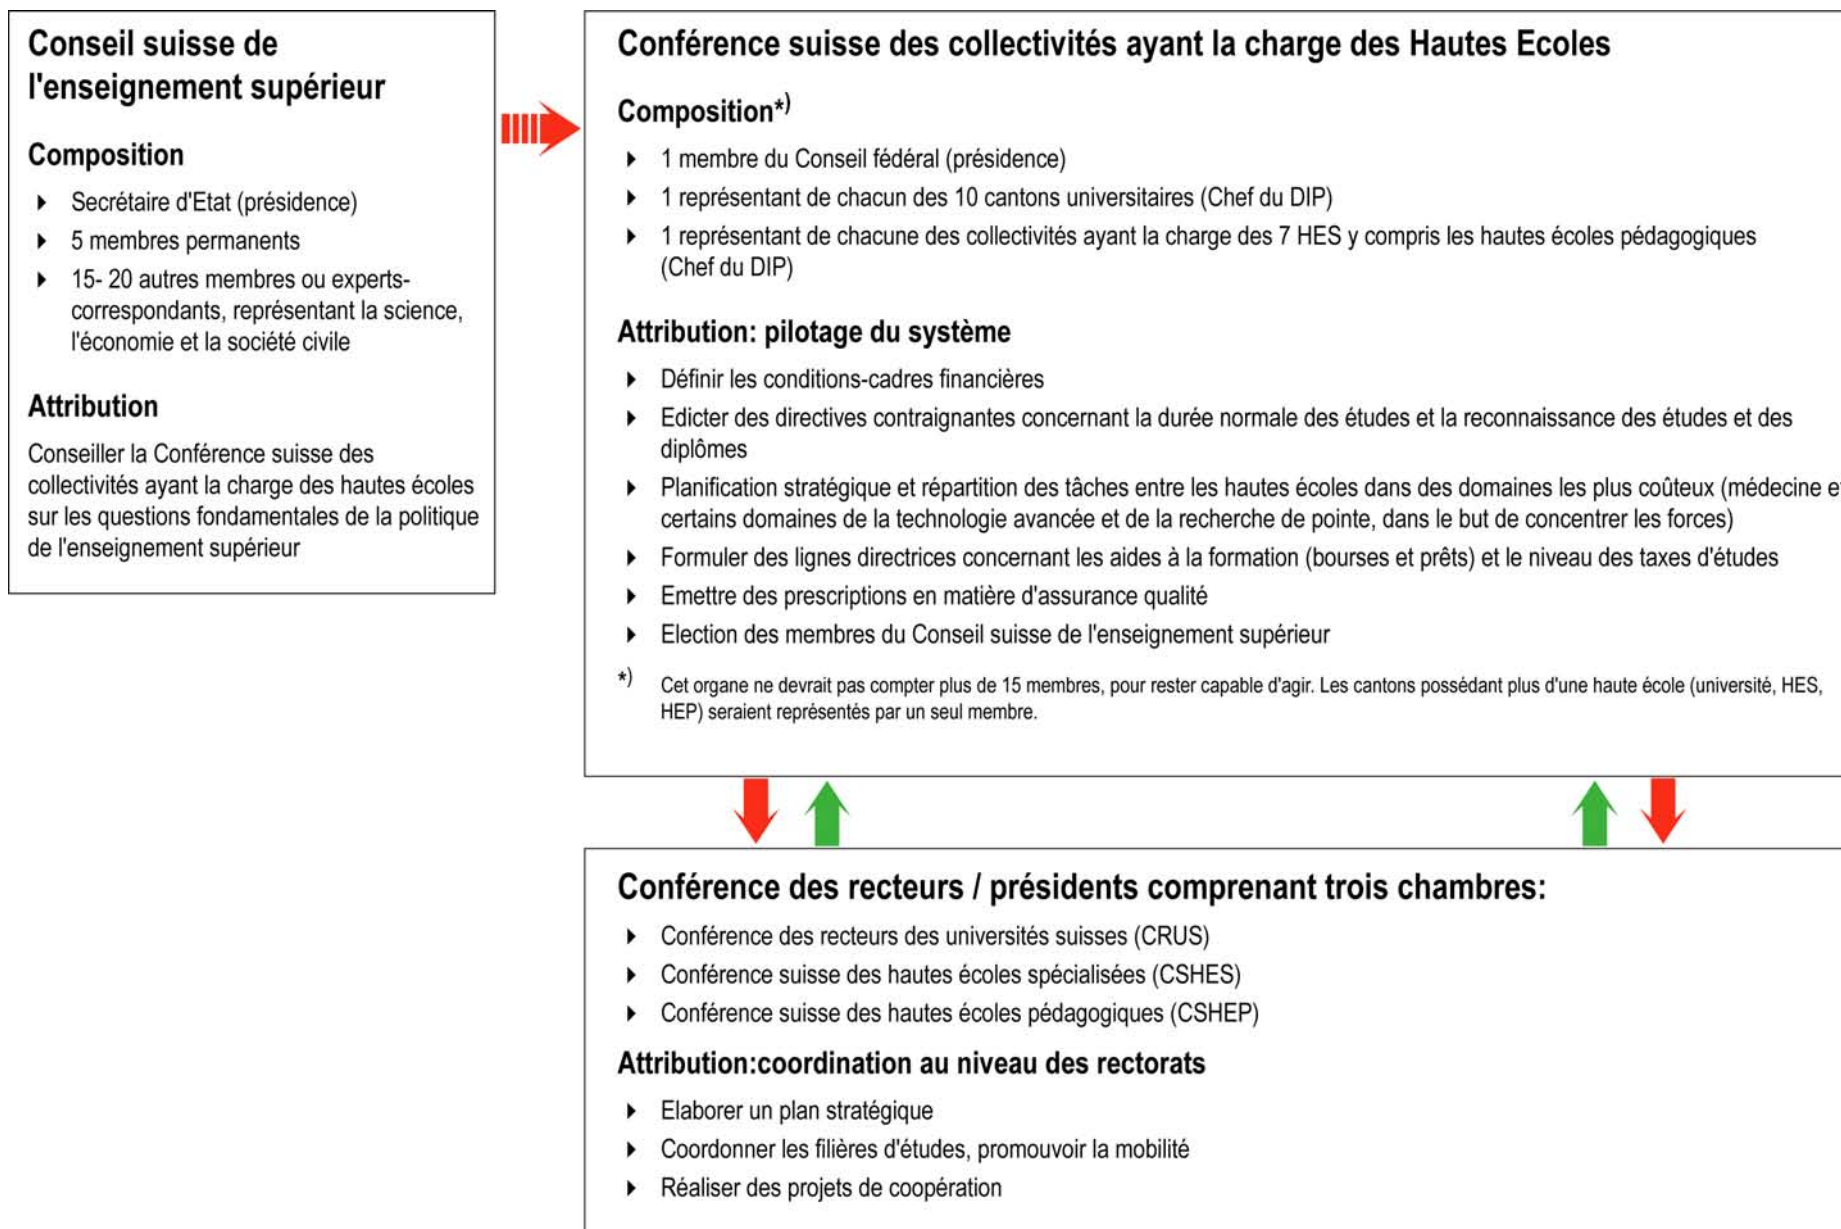 Conseil suisse de
l'enseignement supérieur
Composition
Secrétaire d'Etat (présidence)
5 membres permanents
15- 20 autres membres ou experts-
correspondants, représentant la science,
l'économie et la société civile
Attribution
Conseiller la Conférence suisse des
collectivités ayant la charge des hautes écoles
sur les questions fondamentales de la politique
de l'enseignement supérieur
Conférence suisse des collectivités ayant la charge des Hautes Ecoles
Composition*)
1 membre du Conseil fédéral (présidence)
1 représentant de chacun des 10 cantons universitaires (Chef du DIP)
1 représentant de chacune des collectivités ayant la charge des 7 HES y compris les hautes écoles pédagogiques
(Chef du DIP)
Attribution: pilotage du système
Définir les conditions-cadres financières
Edicter des directives contraignantes concernant la durée normale des études et la reconnaissance des études et des
diplômes
Planification stratégique et répartition des tâches entre les hautes écoles dans des domaines les plus coûteux (médecine et
certains domaines de la technologie avancée et de la recherche de pointe, dans le but de concentrer les forces)
Formuler des lignes directrices concernant les aides à la formation (bourses et prêts) et le niveau des taxes d'études
Emettre des prescriptions en matière d'assurance qualité
Election des membres du Conseil suisse de l'enseignement supérieur
*) Cet organe ne devrait pas compter plus de 15 membres, pour rester capable d'agir. Les cantons possédant plus d'une haute école (université, HES,
HEP) seraient représentés par un seul membre.
Conférence des recteurs / présidents comprenant trois chambres:
Conférence des recteurs des universités suisses (CRUS)
Conférence suisse des hautes écoles spécialisées (CSHES)
Conférence suisse des hautes écoles pédagogiques (CSHEP)
Attribution:coordination au niveau des rectorats
Elaborer un plan stratégique
Coordonner les filières d'études, promouvoir la mobilité
Réaliser des projets de coopération